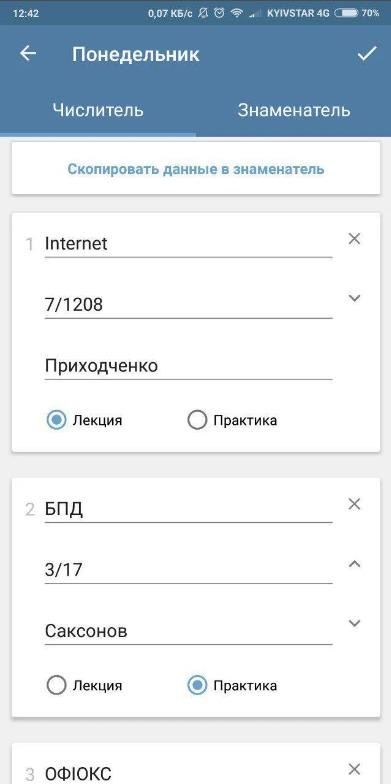 12:42 0,07 КБ/с KYIVSTAR 4G 70%
Понедельник
Числитель Знаменатель
Скопировать данные в знаменатель
1 Internet
7/1208
Приходченко
Лекция Практика
2 БПД
3/17
Саксонов
Лекция Практика
3 ОФІОКС